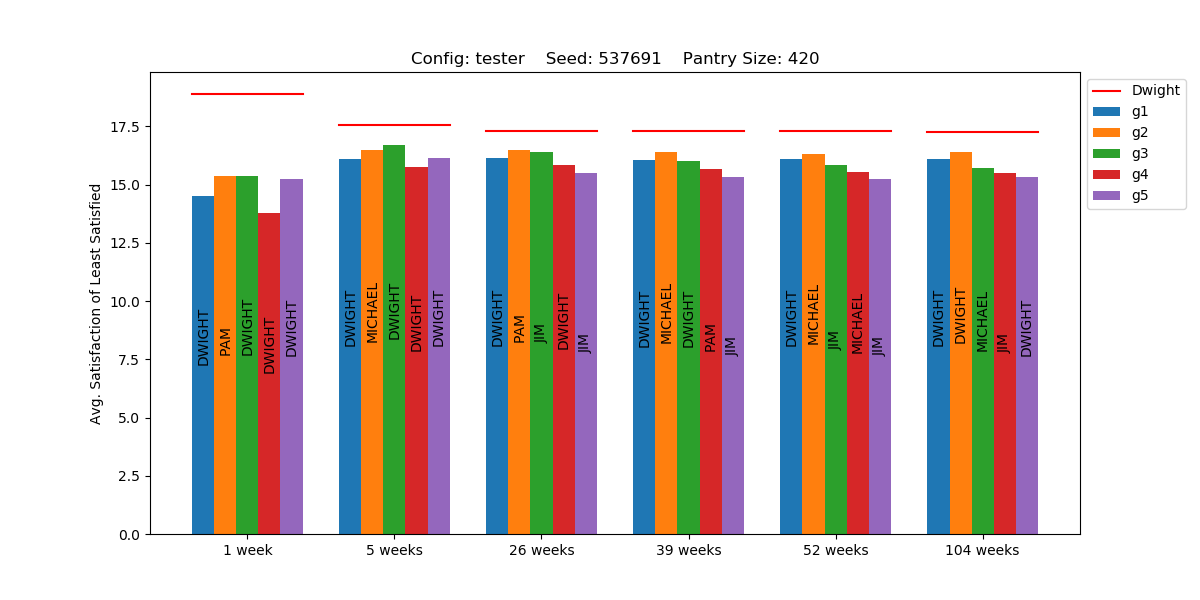 Config: tester    Seed: 537691    Pantry Size: 420
Avg. Satisfaction of Least Satisfied
17.5
15.0
12.5
10.0
7.5
5.0
2.5
0.0
DWIGHT
PAM
DWIGHT
DWIGHT
DWIGHT
DWIGHT
MICHAEL
DWIGHT
DWIGHT
DWIGHT
DWIGHT
PAM
JIM
DWIGHT
JIM
DWIGHT
MICHAEL
DWIGHT
PAM
JIM
DWIGHT
MICHAEL
JIM
MICHAEL
JIM
DWIGHT
DWIGHT
MICHAEL
JIM
DWIGHT
1 week
5 weeks
26 weeks
39 weeks
52 weeks
104 weeks
Dwight
g1
g2
g3
g4
g5